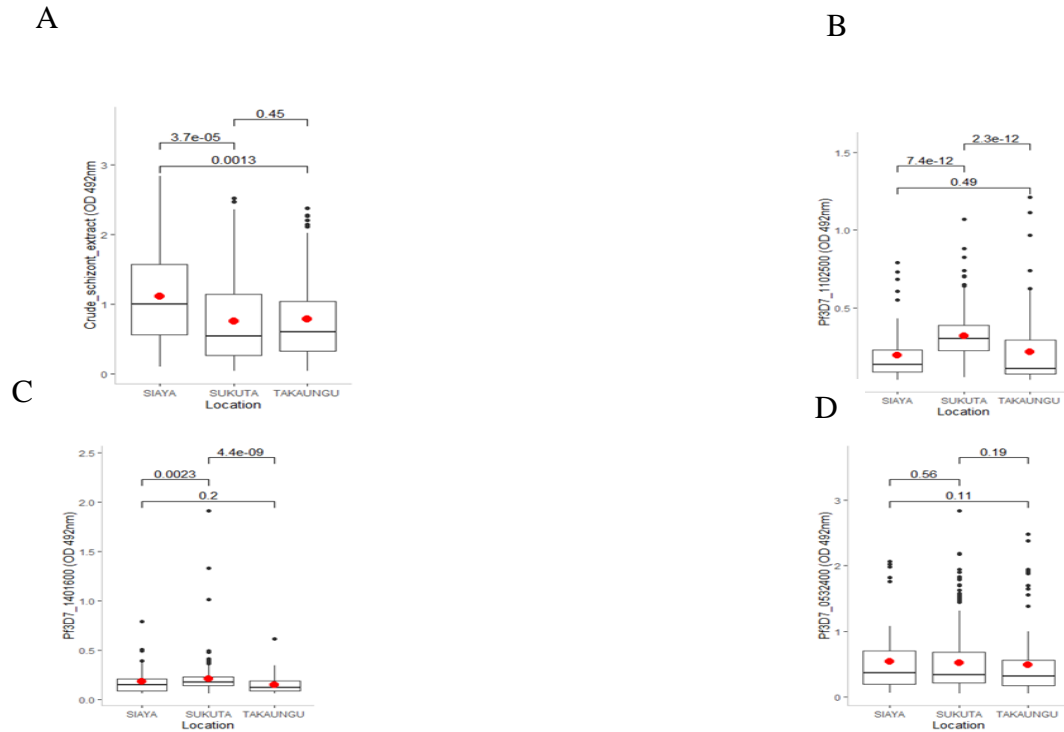 A
B
0.45
3.7e-05
0.0013
3
2
1
0
Crude_schizont_extract (OD 492nm)
SIAYA SUKUTA TAKAUNGU
Location
2.3e-12
7.4e-12
0.49
1.5
1.0
0.5
Pf3D7_1102500 (OD 492nm)
SIAYA SUKUTA TAKAUNGU
Location
C
D
4.4e-09
0.0023
0.2
2.5
2.0
1.5
1.0
0.5
0.0
Pf3D7_1401600 (OD 492nm)
SIAYA SUKUTA TAKAUNGU
Location
0.19
0.56
0.11
3
2
1
0
Pf3D7_0532400 (OD 492nm)
SIAYA SUKUTA TAKAUNGU
Location